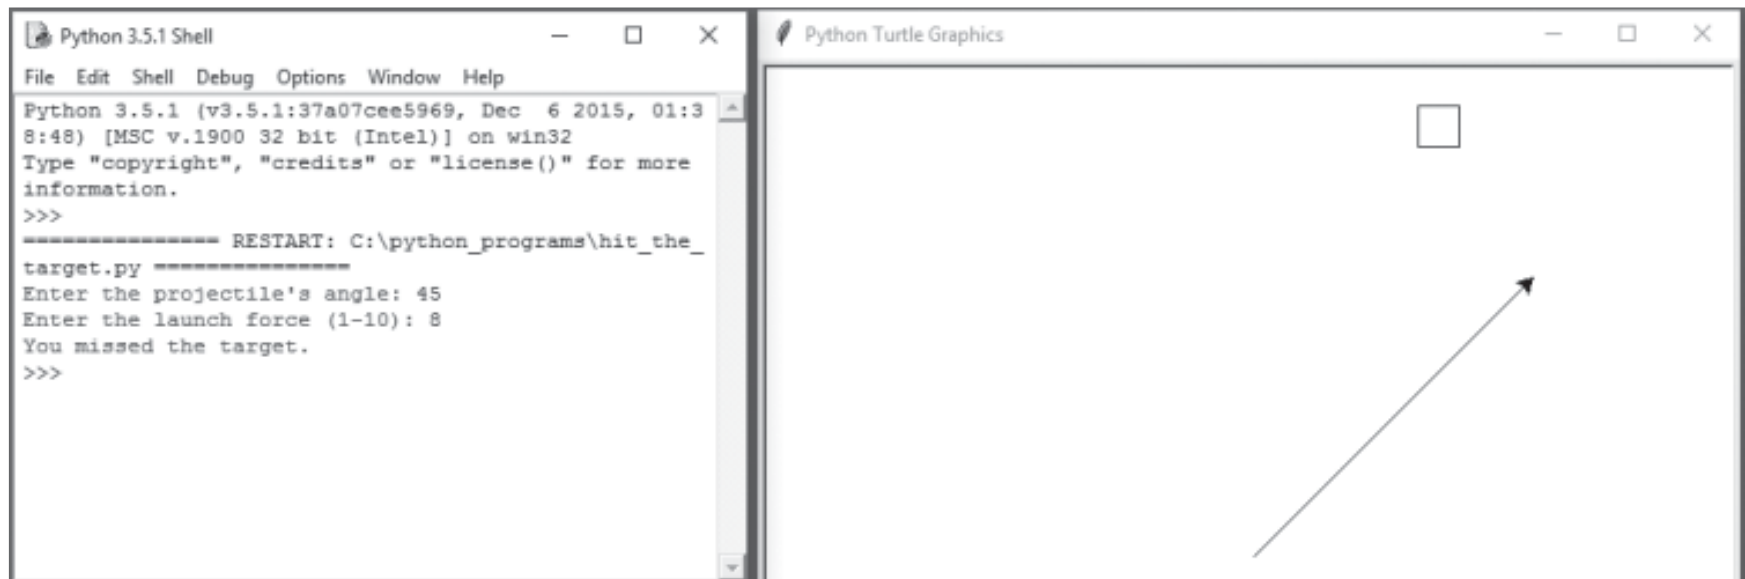 Python 3.5.1 Shell
File Edit Shell Debug Options Window Help
Python 3.5.1 (v3.5.1:37a07cee5969, Dec  6 2015, 01:3
8:48) [MSC v.1900 32 bit (Intel)] on win32
Type "copyright", "credits" or "license()" for more
information.
>>>
=============== RESTART: C:\python_programs\hit_the_
target.py ===============
Enter the projectile's angle: 45
Enter the launch force (1-10): 8
You missed the target.
>>>
Python Turtle Graphics